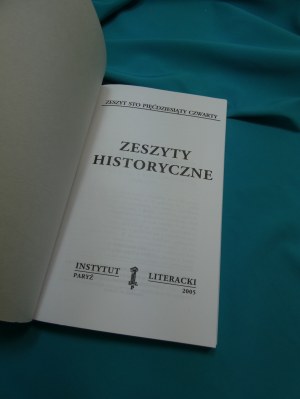 ZESZYT STO PIĘĆDZIESIĄTY CZWARTY
ZESZYTY
HISTORYCZNE
INSTYTUT LITERACKI
PARYŻ 2005